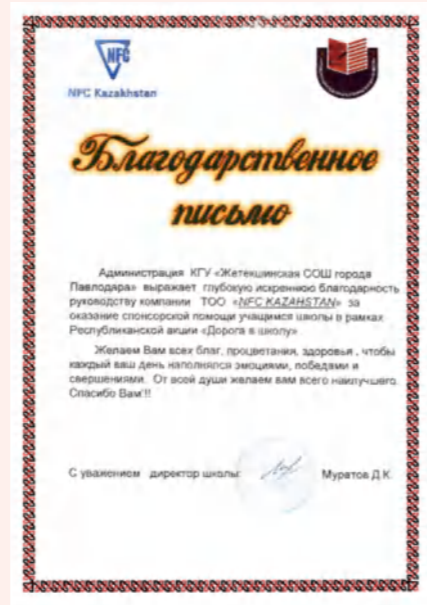 NFC
NFC Kazakhstan
Благодарственное
письмо
Администрация КГУ «Жетекшинская СОШ города
Павлодара» выражает глубокую искреннюю благодарность
руководству компании ТОО «NFC KAZAHSTAN» за
оказание спонсорской помощи учащимся школы в рамках
Республиканской акции «Дорога в школу»
Желаем Вам всех благ, процветания, здоровья , чтобы
каждый ваш день наполнялся эмоциями, победами и
свершениями. От всей души желаем вам всего наилучшего.
Спасибо Вам!!!
С уважением директор школы: Муратов Д.К.